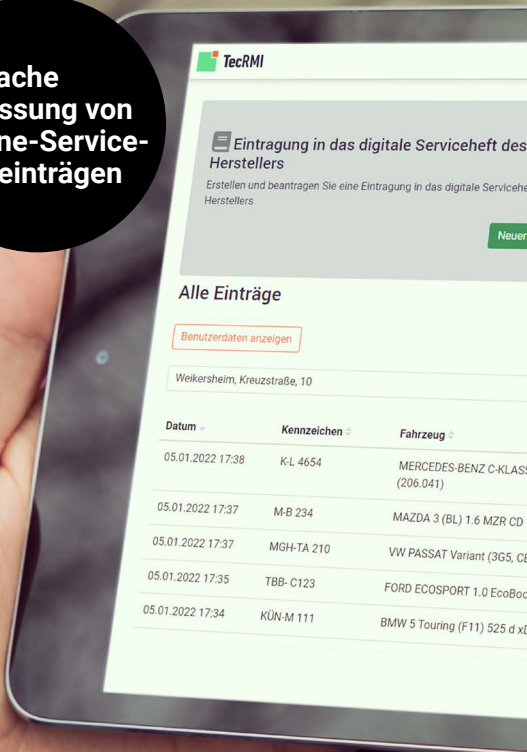 ache
ssung von
ne-Service-
einträgen
TecRMI
Eintragung in das digitale Serviceheft des
Herstellers
Erstellen und beantragen Sie eine Eintragung in das digitale Servicehe
Herstellers
Neuer
Alle Einträge
Benutzerdaten anzeigen
Weikersheim, Kreuzstraße, 10
Datum Kennzeichen Fahrzeug
05.01.2022 17:38 K-L 4654 MERCEDES-BENZ C-KLASS
(206.041)
05.01.2022 17:37 M-B 234 MAZDA 3 (BL) 1.6 MZR CD
05.01.2022 17:37 MGH-TA 210 VW PASSAT Variant (3G5, CB
05.01.2022 17:35 TBB- C123 FORD ECOSPORT 1.0 EcoBoo
05.01.2022 17:34 KÜN-M 111 BMW 5 Touring (F11) 525 d xD